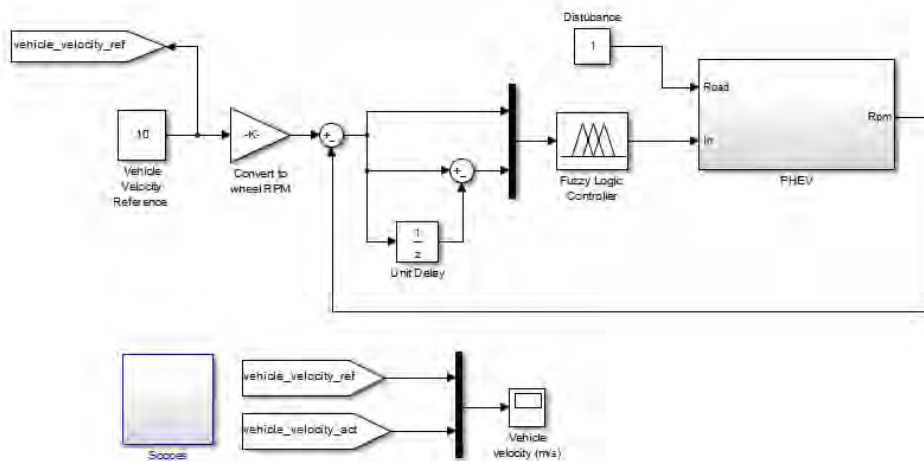 Distubance
vehicle_velocity_ref
1
Road
10
-K-
+
-
+
-
In
Rpm
Vehicle
Velocity
Reference
Convert to
wheel RPM
Fuzzy Logic
Controller
PHEV
1
z
Unit Delay
vehicle_velocity_ref
vehicle_velocity_act
Vehicle
velocity (m/s)
Scopes